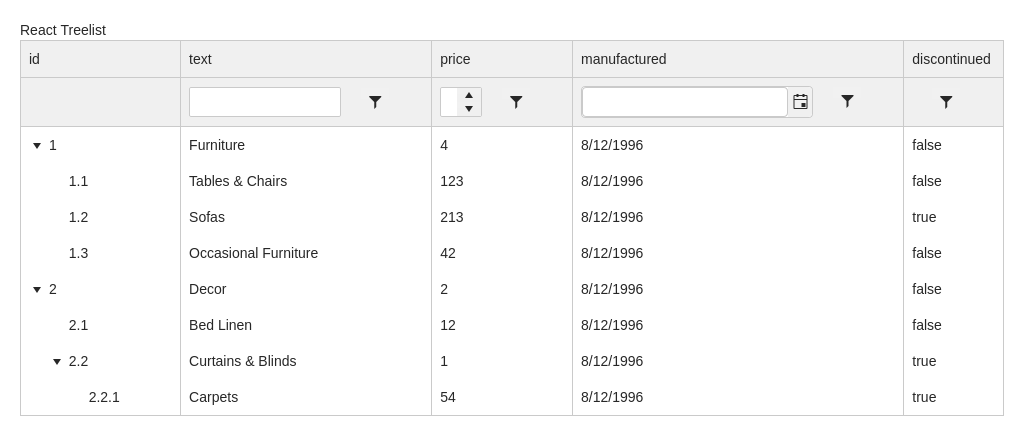 React Treelist
id text price manufactured discontinued
1 Furniture 4 8/12/1996 false
1.1 Tables & Chairs 123 8/12/1996 false
1.2 Sofas 213 8/12/1996 true
1.3 Occasional Furniture 42 8/12/1996 false
2 Decor 2 8/12/1996 false
2.1 Bed Linen 12 8/12/1996 false
2.2 Curtains & Blinds 1 8/12/1996 true
2.2.1 Carpets 54 8/12/1996 true